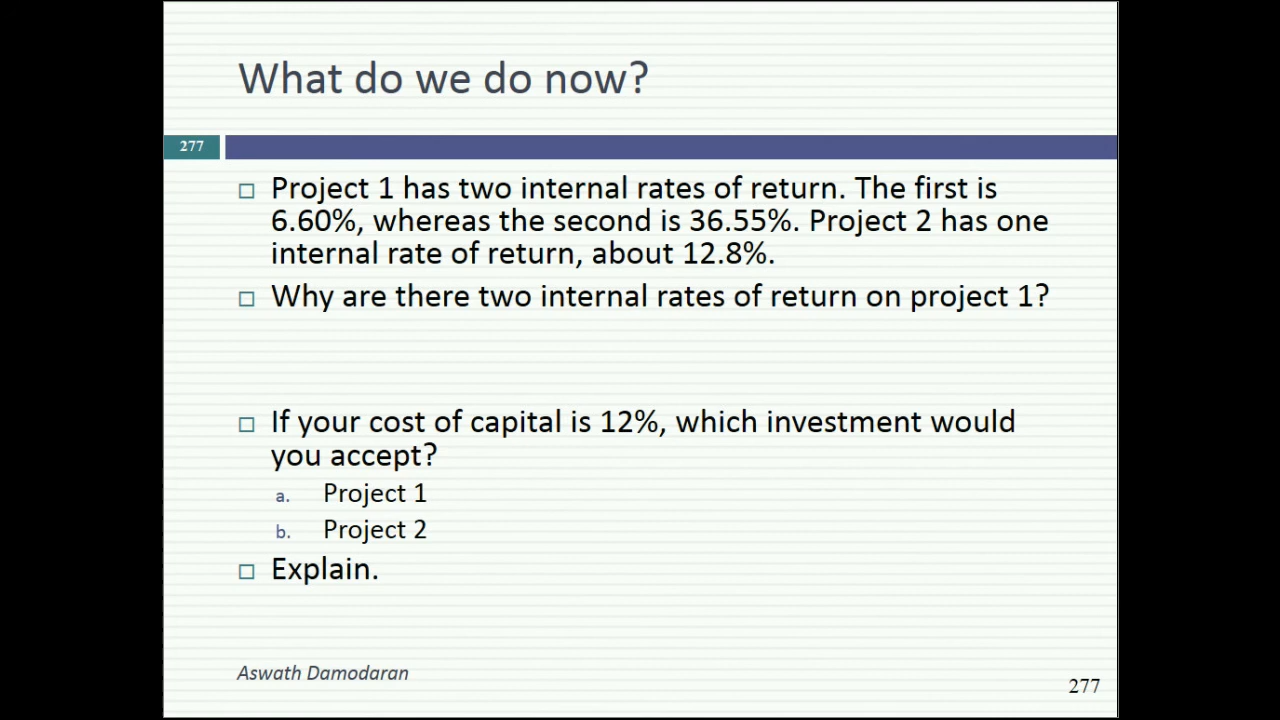 What do we do now?
277
Project 1 has two internal rates of return. The first is
6.60%, whereas the second is 36.55%. Project 2 has one
internal rate of return, about 12.8%.
Why are there two internal rates of return on project 1?
If your cost of capital is 12%, which investment would
you accept?
a. Project 1
b. Project 2
Explain.
Aswath Damodaran
277